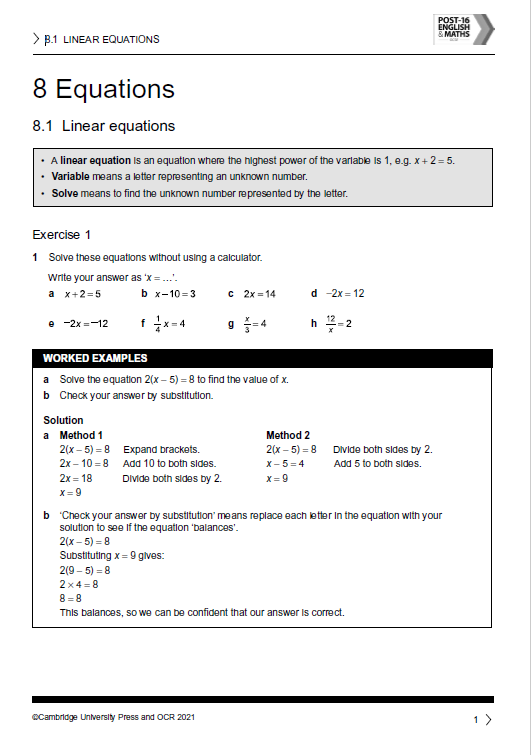 8.1 LINEAR EQUATIONS
POST-16
ENGLISH
& MATHS
8 Equations
8.1 Linear equations
• A linear equation is an equation where the highest power of the variable is 1, e.g. x + 2 = 5.
• Variable means a letter representing an unknown number.
• Solve means to find the unknown number represented by the letter.
Exercise 1
1 Solve these equations without using a calculator.
Write your answer as ‘x = ...’.
a x + 2 = 5 b x − 10 = 3 c 2x = 14 d −2x = 12
e −2x = −12 f 1/4 x = 4 g x/3 = 4 h 12/x = 2
WORKED EXAMPLES
a Solve the equation 2(x – 5) = 8 to find the value of x.
b Check your answer by substitution.
Solution
a Method 1 Method 2
2(x – 5) = 8 Expand brackets. 2(x – 5) = 8 Divide both sides by 2.
2x – 10 = 8 Add 10 to both sides. x – 5 = 4 Add 5 to both sides.
2x = 18 Divide both sides by 2. x = 9
x = 9
b ‘Check your answer by substitution’ means replace each letter in the equation with your
solution to see if the equation ‘balances’.
2(x – 5) = 8
Substituting x = 9 gives:
2(9 – 5) = 8
2 × 4 = 8
8 = 8
This balances, so we can be confident that our answer is correct.
©Cambridge University Press and OCR 2021
1